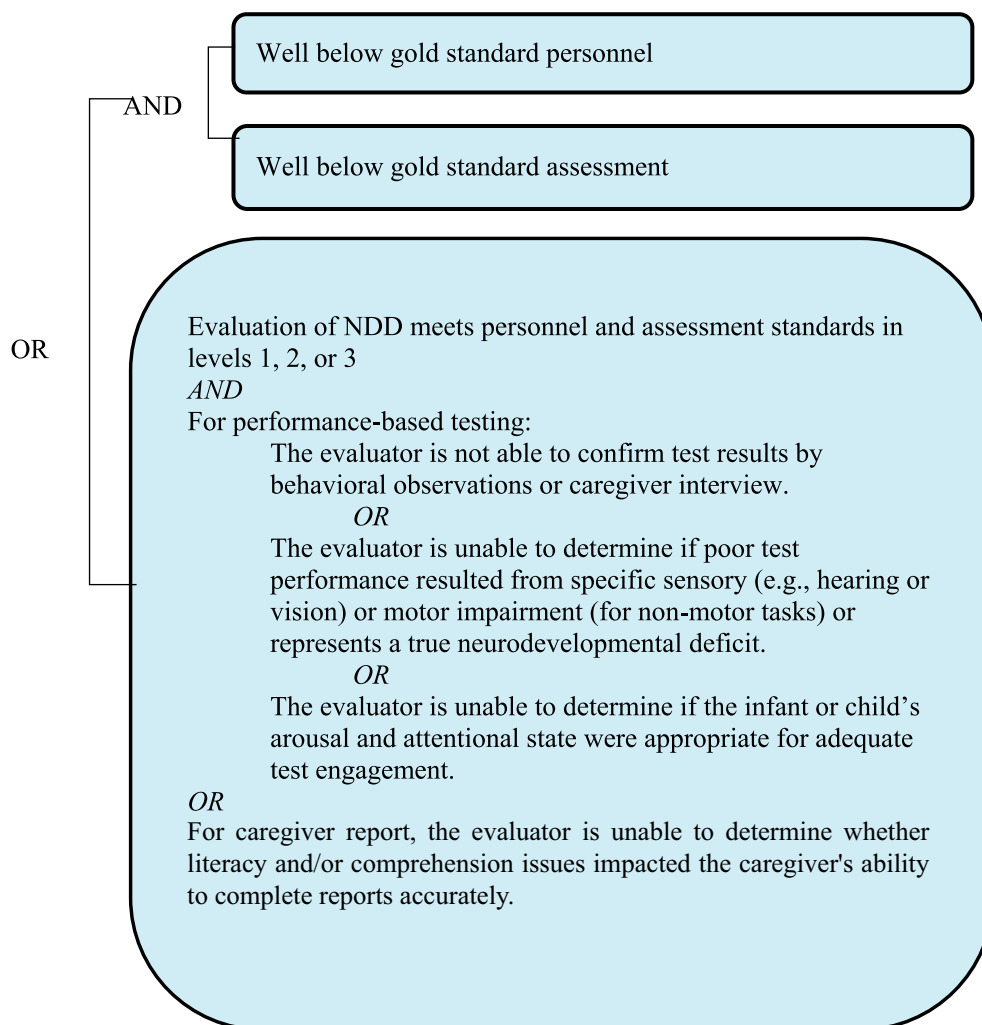 Well below gold standard personnel
AND
Well below gold standard assessment
OR
Evaluation of NDD meets personnel and assessment standards in
levels 1, 2, or 3
AND
For performance-based testing:
The evaluator is not able to confirm test results by
behavioral observations or caregiver interview.
OR
The evaluator is unable to determine if poor test
performance resulted from specific sensory (e.g., hearing or
vision) or motor impairment (for non-motor tasks) or
represents a true neurodevelopmental deficit.
OR
The evaluator is unable to determine if the infant or child’s
arousal and attentional state were appropriate for adequate
test engagement.
OR
For caregiver report, the evaluator is unable to determine whether
literacy and/or comprehension issues impacted the caregiver's ability
to complete reports accurately.